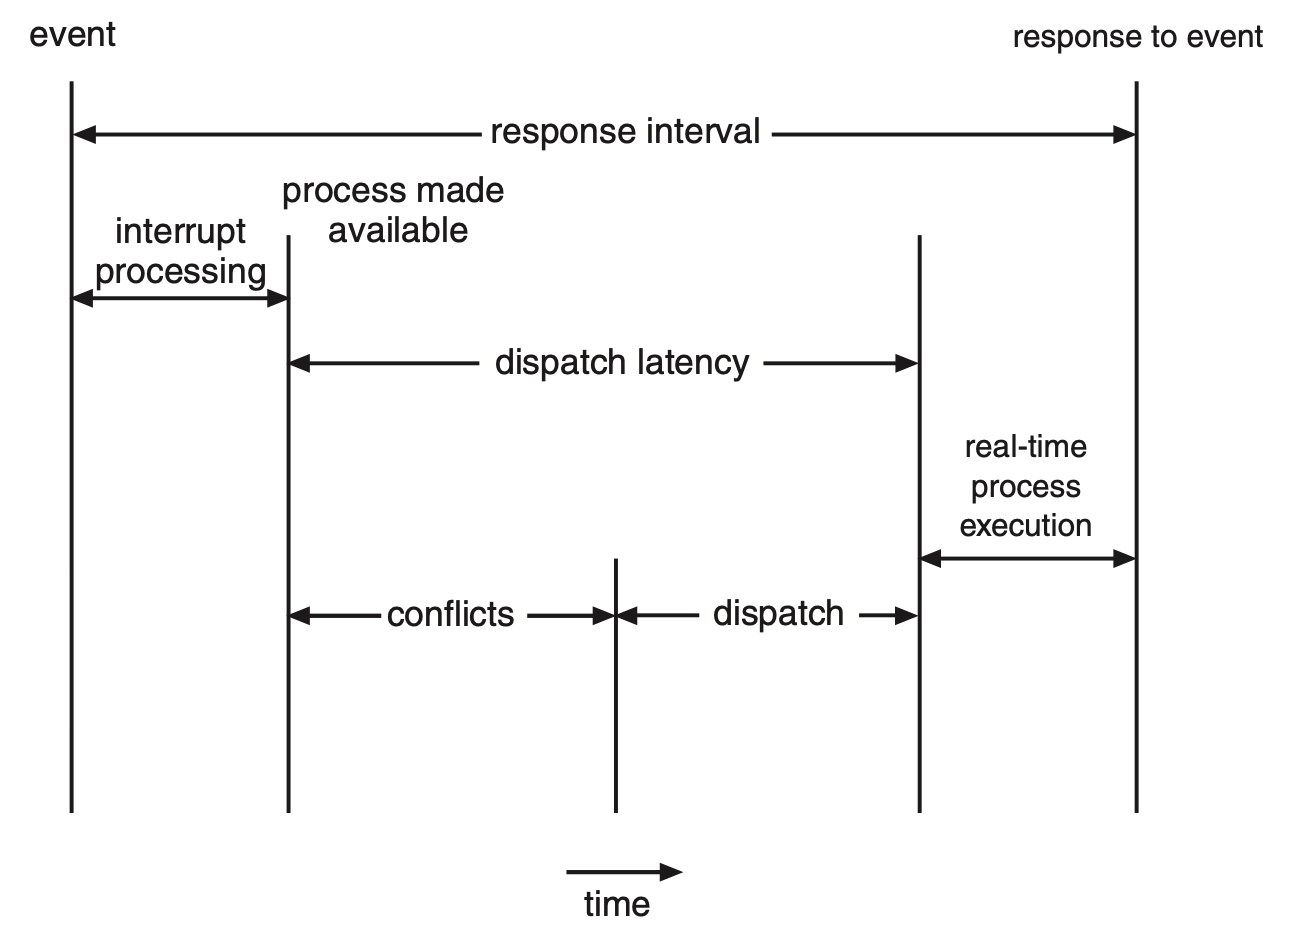 event
response to event
response interval
process made
available
interrupt
processing
dispatch latency
real-time
process
execution
conflicts
dispatch
time